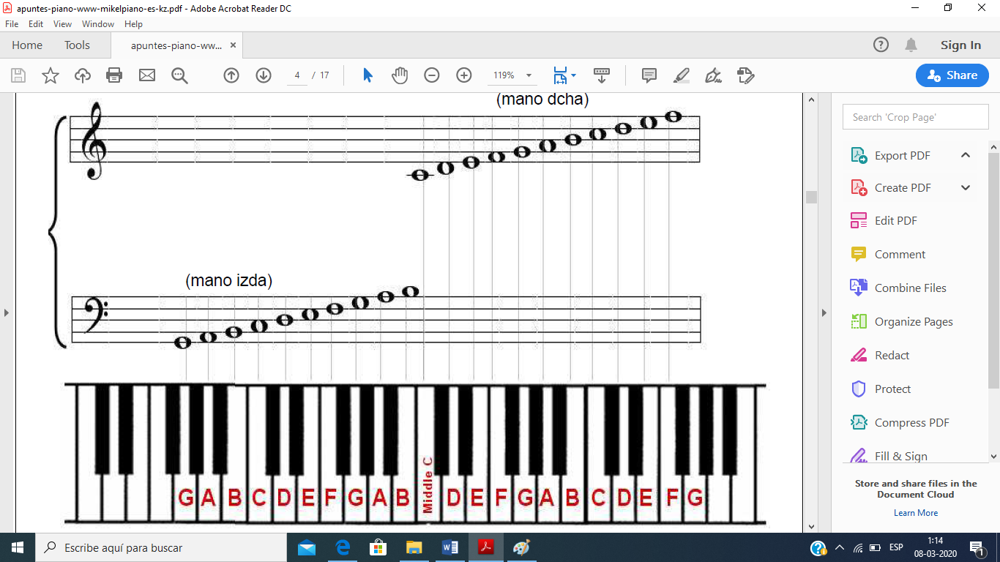 apuntes-piano-www-mikelpiano-es-kz.pdf - Adobe Acrobat Reader DC
File Edit View Window Help
Home Tools apuntes-piano-ww... × Sign In
4 / 17 119% Share
(mano dcha)
(mano izda)
G A B C D E F G A B Middle C D E F G A B C D E F G
Search 'Crop Page'
Export PDF
Create PDF
Edit PDF
Comment
Combine Files
Organize Pages
Redact
Protect
Compress PDF
Fill & Sign
Store and share files in the
Document Cloud
Learn More
Escribe aquí para buscar
ESP
1:14
08-03-2020
1